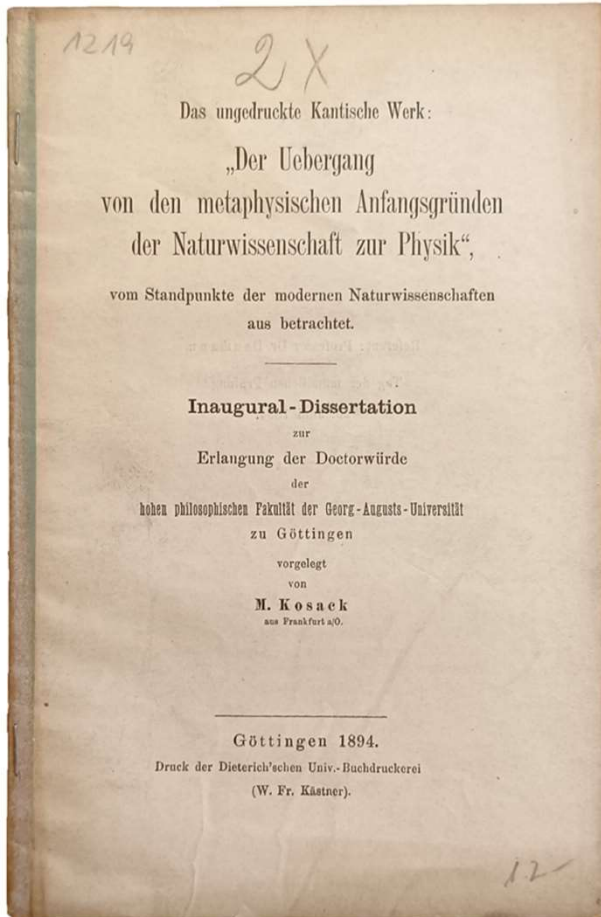 1219
2X
Das ungedruckte Kantische Werk:
„Der Uebergang
von den metaphysischen Anfangsgründen
der Naturwissenschaft zur Physik“,
vom Standpunkte der modernen Naturwissenschaften
aus betrachtet.
Inaugural-Dissertation
zur
Erlangung der Doctorwürde
der
hohen philosophischen Fakultät der Georg-Augusts-Universität
zu Göttingen
vorgelegt
von
M. Kosack
aus Frankfurt a/O.
Göttingen 1894.
Druck der Dieterich'schen Univ.-Buchdruckerei
(W. Fr. Kästner).
12-